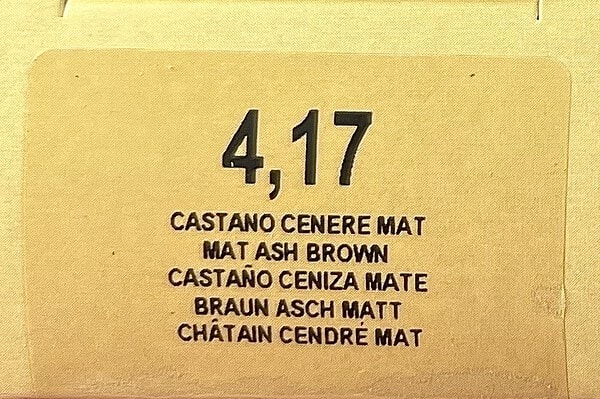 4,17
CASTANO CENERE MAT
MAT ASH BROWN
CASTAÑO CENIZA MATE
BRAUN ASCH MATT
CHÂTAIN CENDRÉ MAT